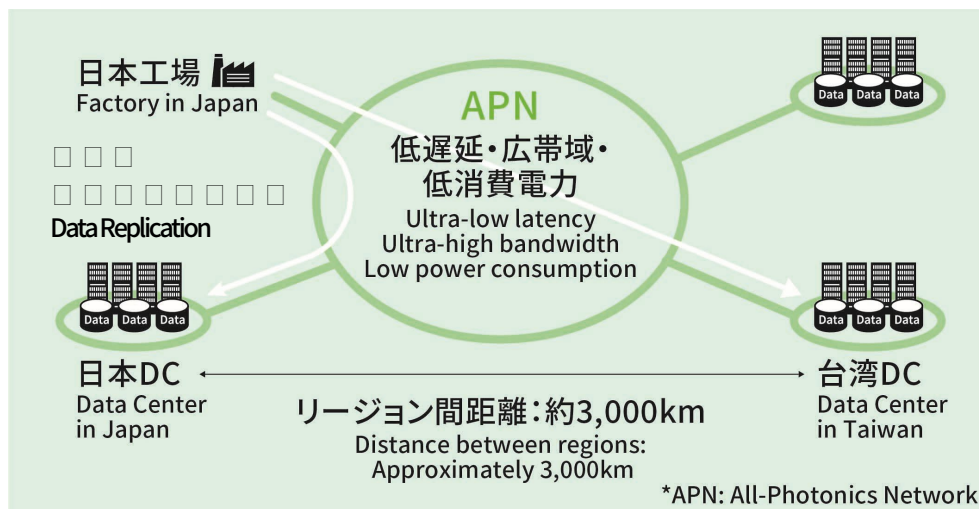 日本工場
Factory in Japan
Data Replication
APN
低遅延・広帯域・
低消費電力
Ultra-low latency
Ultra-high bandwidth
Low power consumption
Data Data Data
Data Data Data
Data Data Data
日本DC
Data Center
in Japan
リージョン間距離：約3,000km
Distance between regions:
Approximately 3,000km
台湾DC
Data Center
in Taiwan
*APN: All-Photonics Network